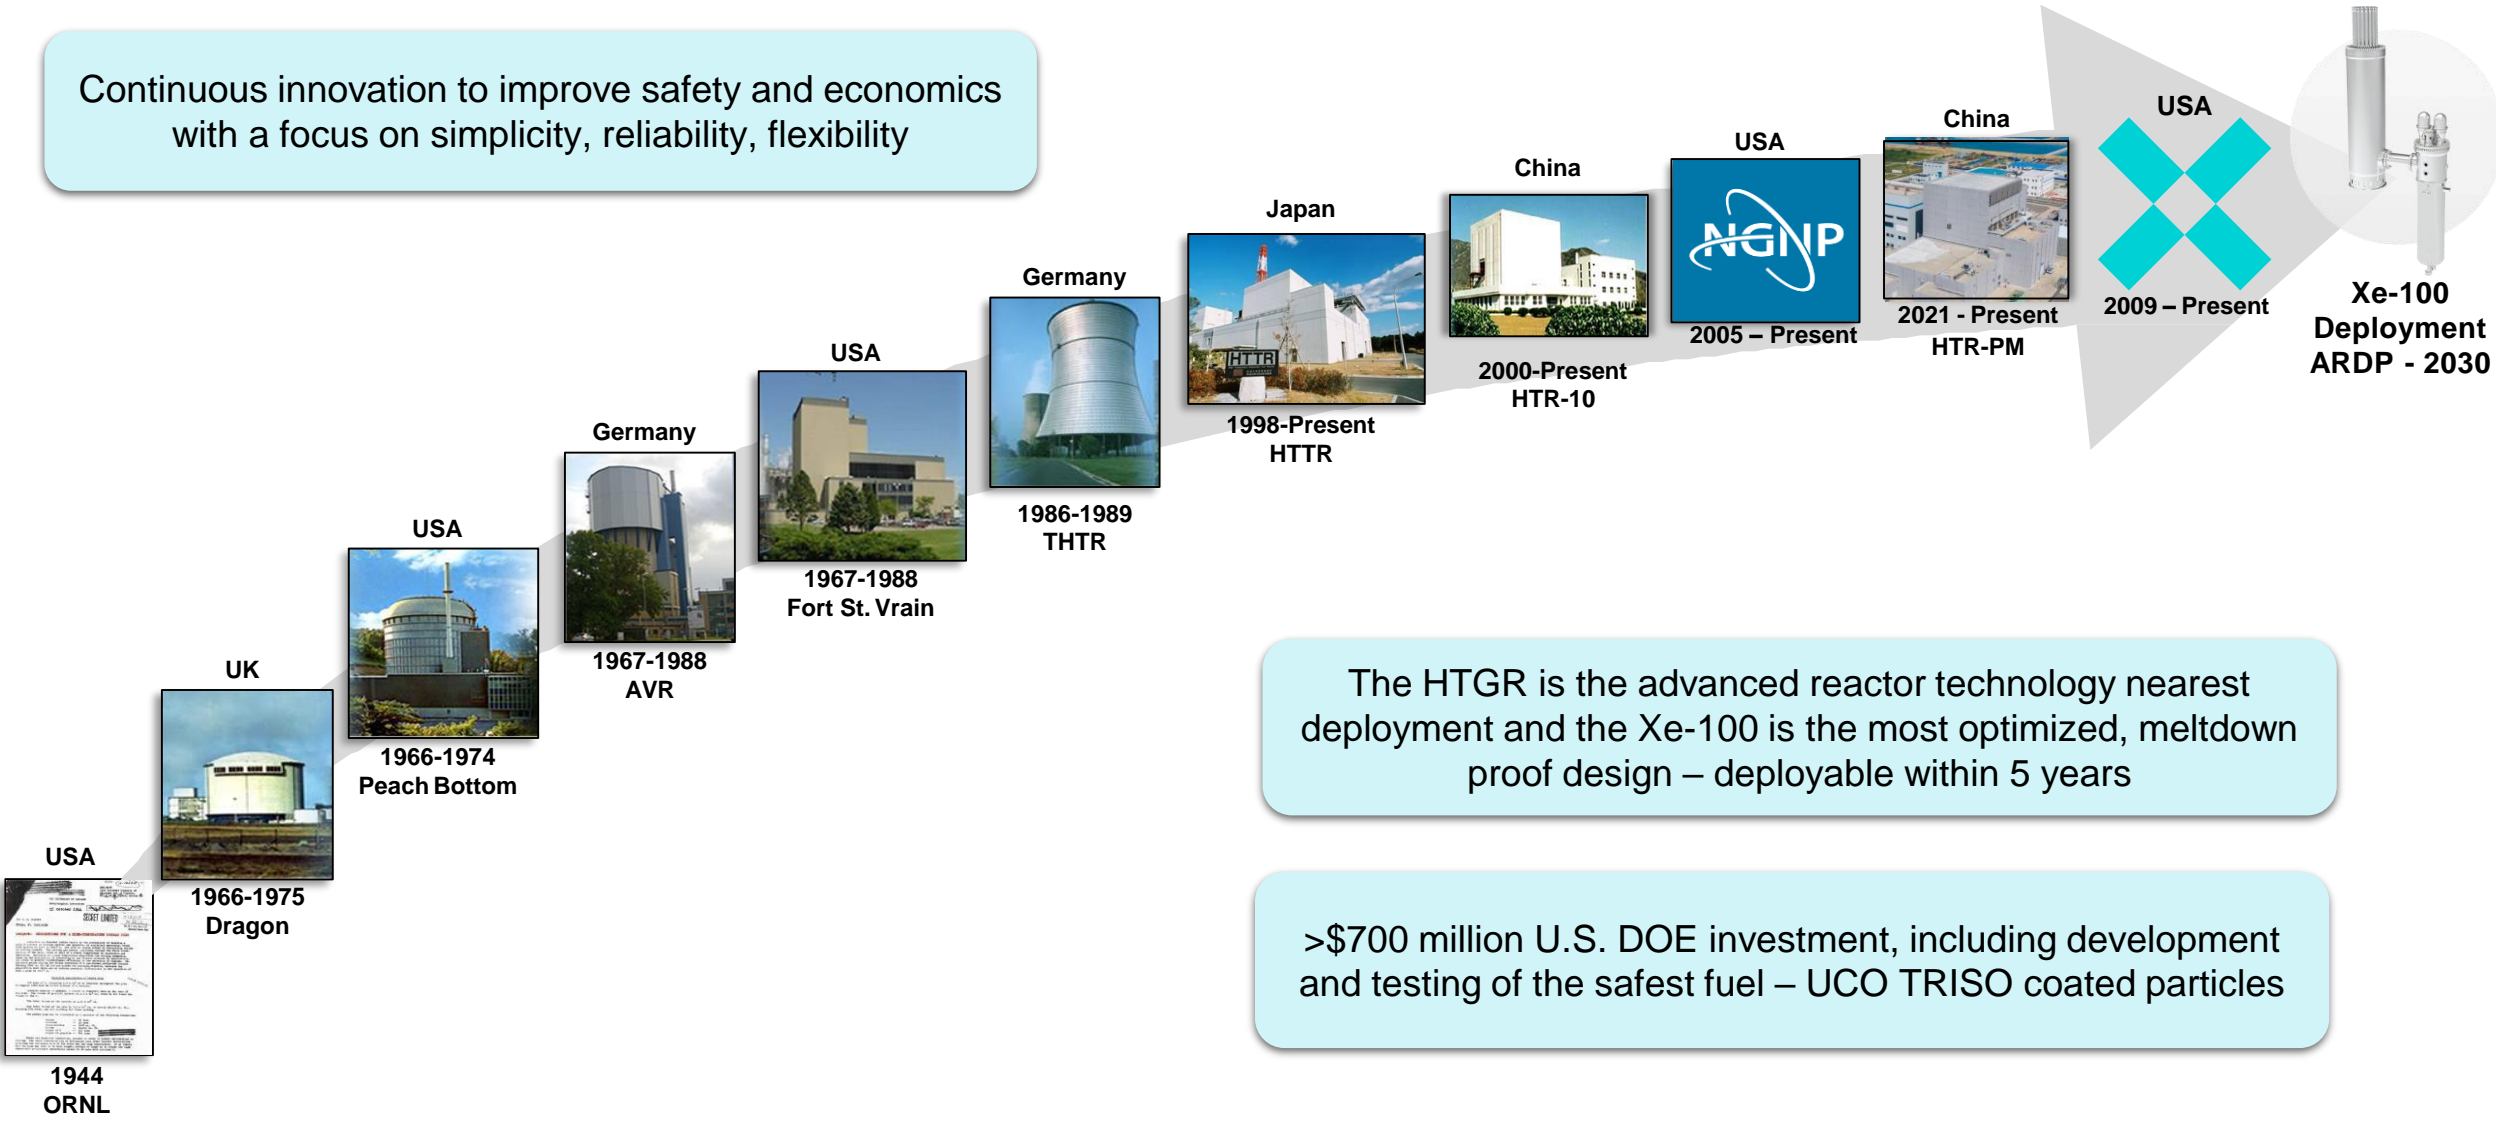 Continuous innovation to improve safety and economics
with a focus on simplicity, reliability, flexibility
USA
1944
ORNL
SECRET LIMITED
UK
1966-1975
Dragon
USA
1966-1974
Peach Bottom
Germany
1967-1988
AVR
USA
1967-1988
Fort St. Vrain
Germany
1986-1989
THTR
Japan
HTTR
1998-Present
HTTR
China
2000-Present
HTR-10
USA
NGNP
2005 – Present
China
2021 - Present
HTR-PM
USA
2009 – Present
Xe-100
Deployment
ARDP - 2030
The HTGR is the advanced reactor technology nearest
deployment and the Xe-100 is the most optimized, meltdown
proof design – deployable within 5 years
>$700 million U.S. DOE investment, including development
and testing of the safest fuel – UCO TRISO coated particles